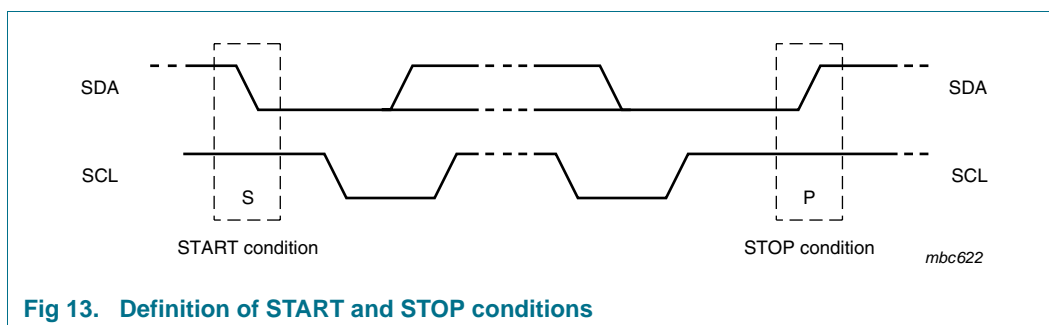 SDA
SDA
SCL
SCL
S
P
START condition
STOP condition
mbc622
Fig 13. Definition of START and STOP conditions